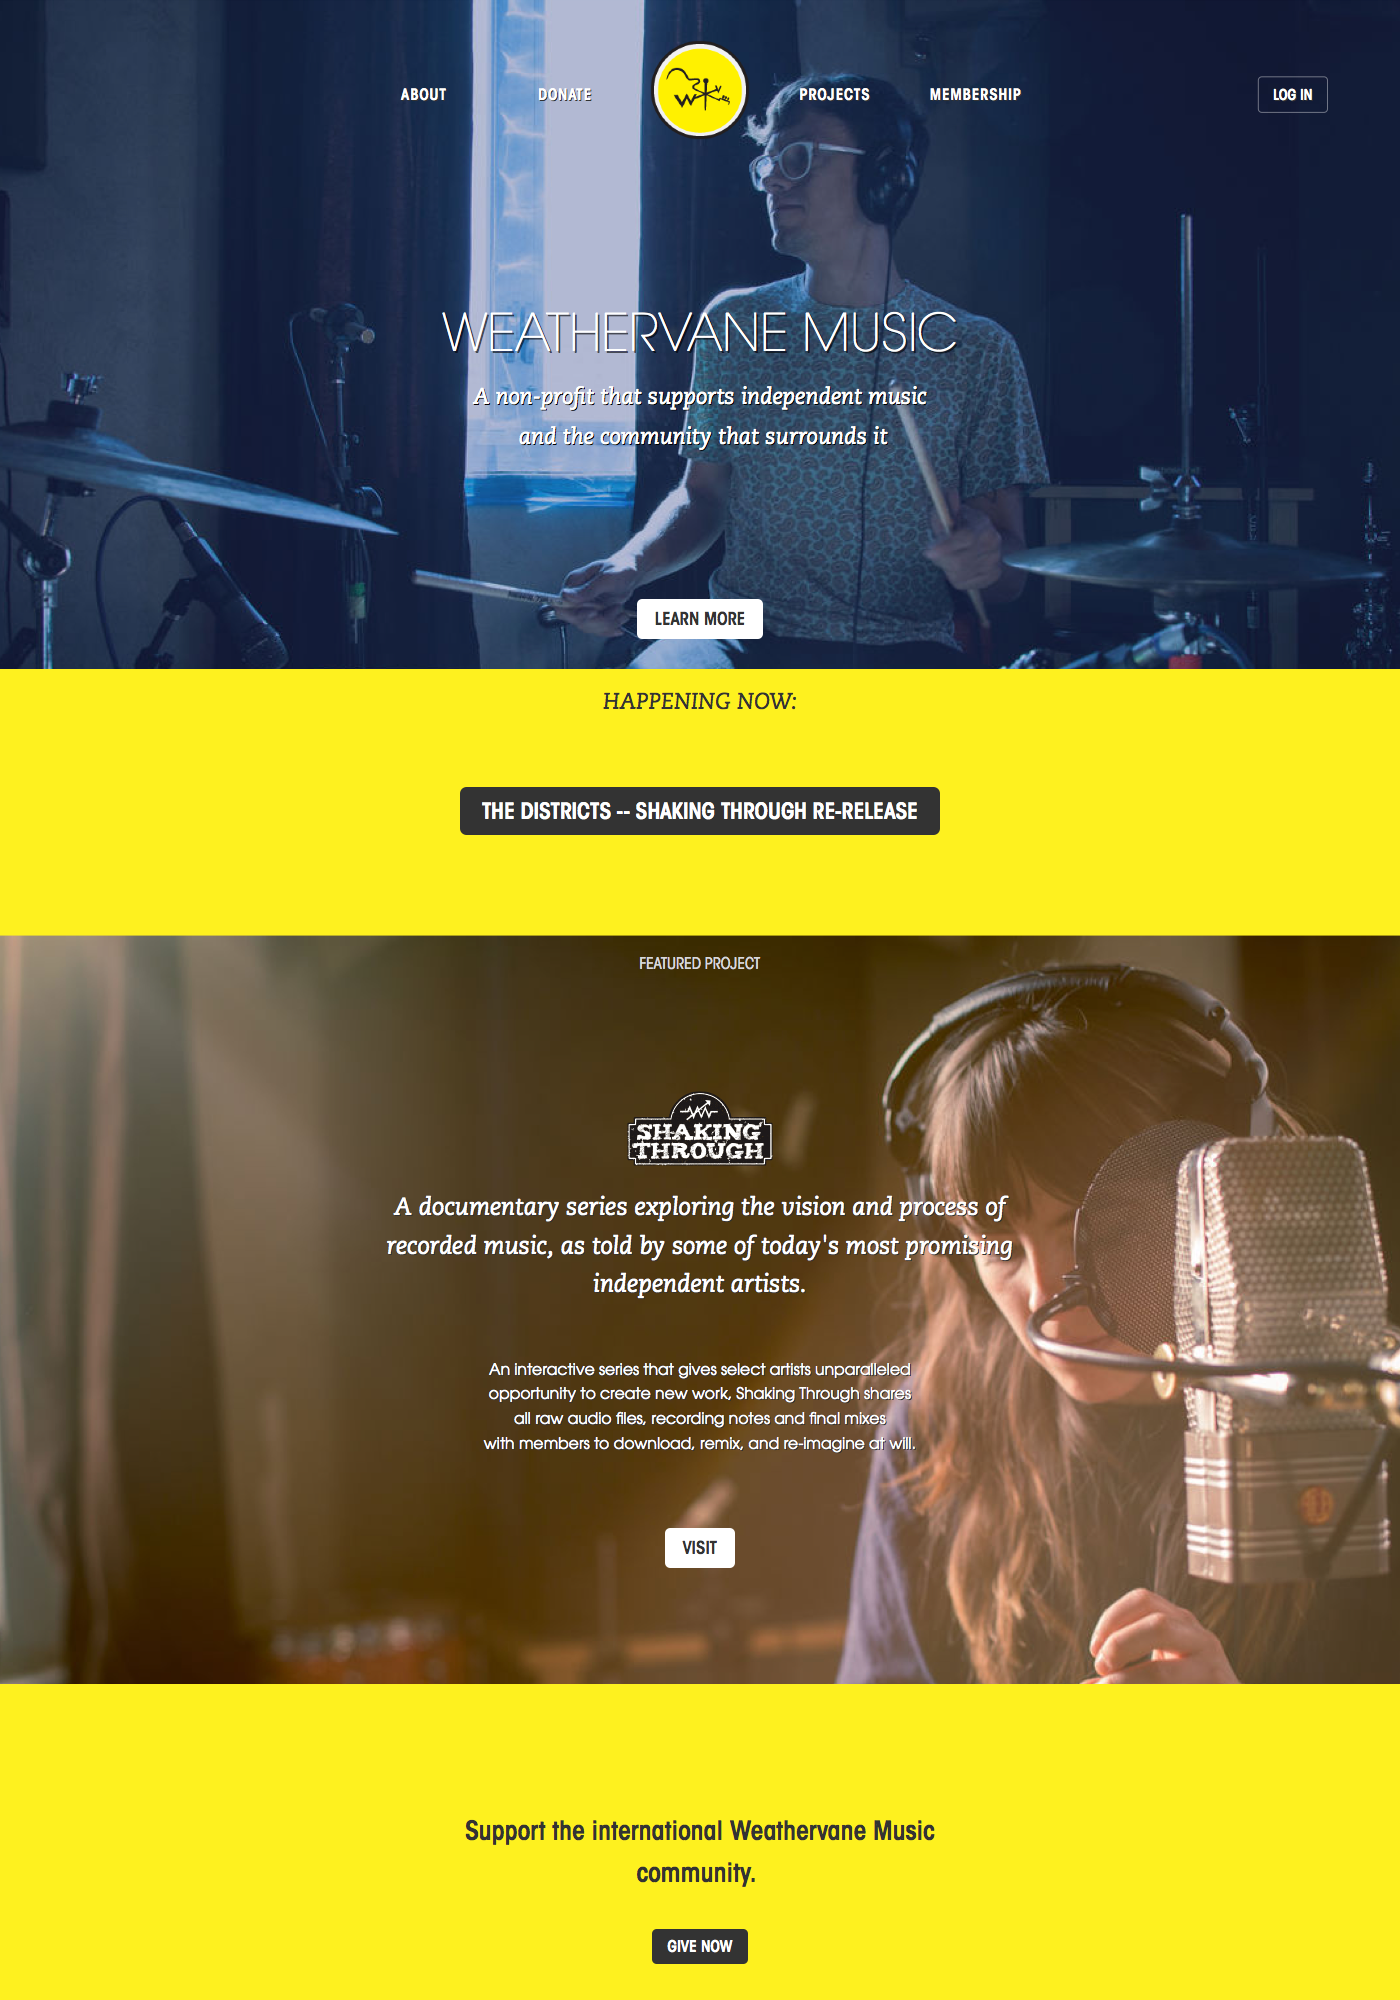 ABOUT
DONATE
W
PROJECTS
MEMBERSHIP
LOG IN
WEATHERVANE MUSIC
A non-profit that supports independent music
and the community that surrounds it
LEARN MORE
HAPPENING NOW:
THE DISTRICTS -- SHAKING THROUGH RE-RELEASE
FEATURED PROJECT
SHAKING
THROUGH
A documentary series exploring the vision and process of
recorded music, as told by some of today's most promising
independent artists.
An interactive series that gives select artists unparalleled
opportunity to create new work, Shaking Through shares
all raw audio files, recording notes and final mixes
with members to download, remix, and re-imagine at will.
VISIT
Support the international Weathervane Music
community.
GIVE NOW